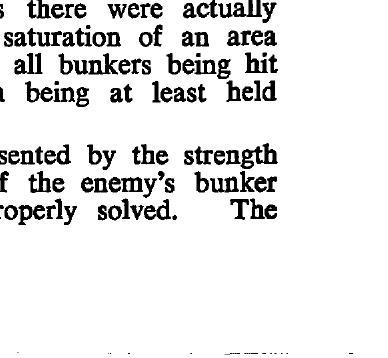 there were actually
saturation of an area
all bunkers being hit
being at least held
sented by the strength
the enemy's bunker
roperly solved. The